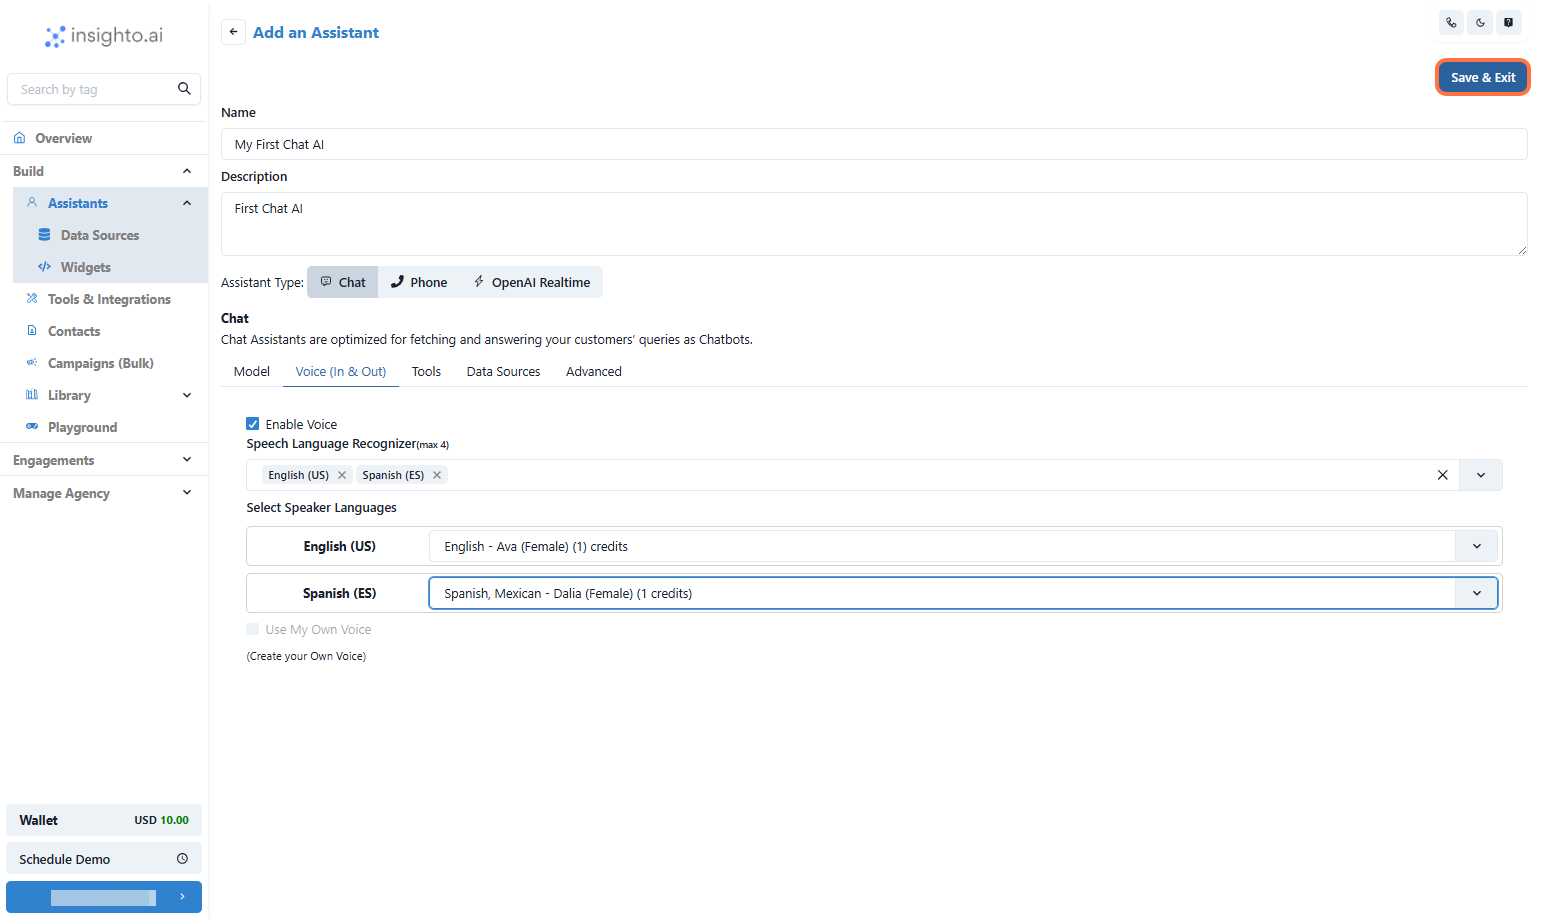 insighto.ai
Search by tag
Overview
Build
Assistants
Data Sources
Widgets
Tools & Integrations
Contacts
Campaigns (Bulk)
Library
Playground
Engagements
Manage Agency
Wallet USD 10.00
Schedule Demo
Add an Assistant
Save & Exit
Name
My First Chat AI
Description
First Chat AI
Assistant Type: Chat Phone OpenAI Realtime
Chat
Chat Assistants are optimized for fetching and answering your customers’ queries as Chatbots.
Model Voice (In & Out) Tools Data Sources Advanced
Enable Voice
Speech Language Recognizer(max 4)
English (US) Spanish (ES)
Select Speaker Languages
English (US) English - Ava (Female) (1) credits
Spanish (ES) Spanish, Mexican - Dalia (Female) (1 credits)
Use My Own Voice
(Create your Own Voice)